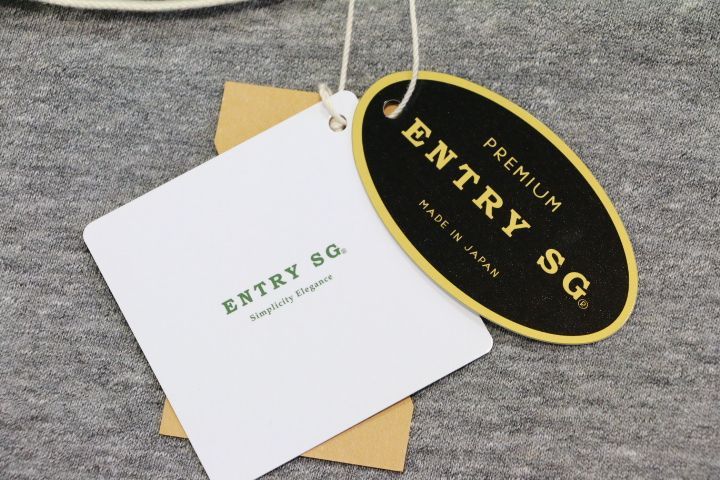 ENTRY SG®
Simplicity Elegance
PREMIUM
ENTRY SG®
MADE IN JAPAN